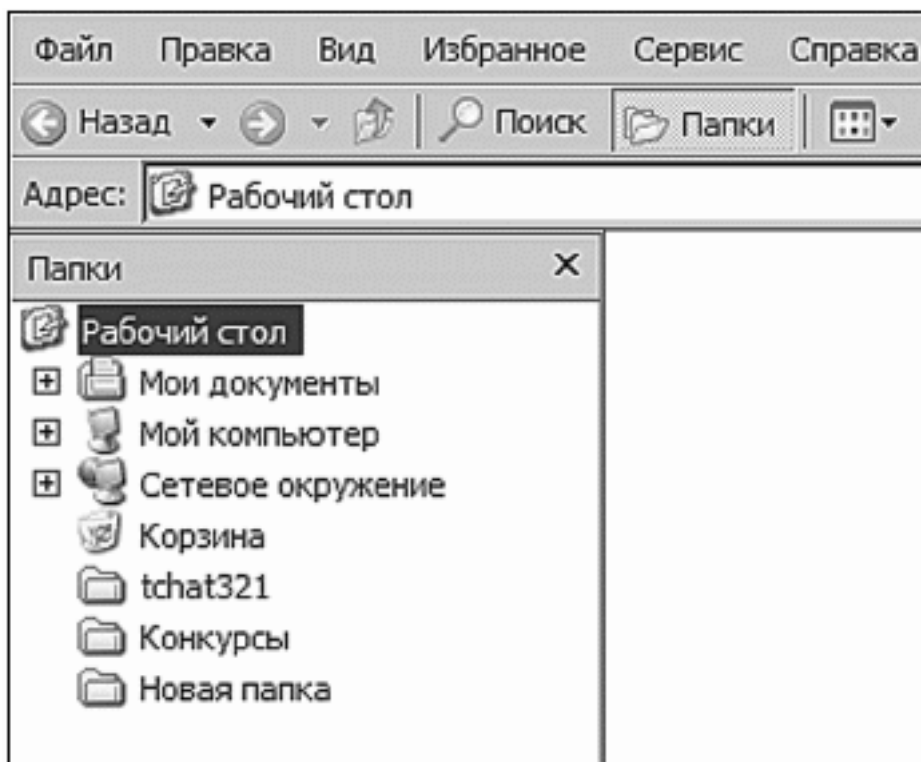 Файл Правка Вид Избранное Сервис Справка
Назад Поиск Папки
Адрес: Рабочий стол
Папки
Рабочий стол
Мои документы
Мой компьютер
Сетевое окружение
Корзина
tchat321
Конкурсы
Новая папка